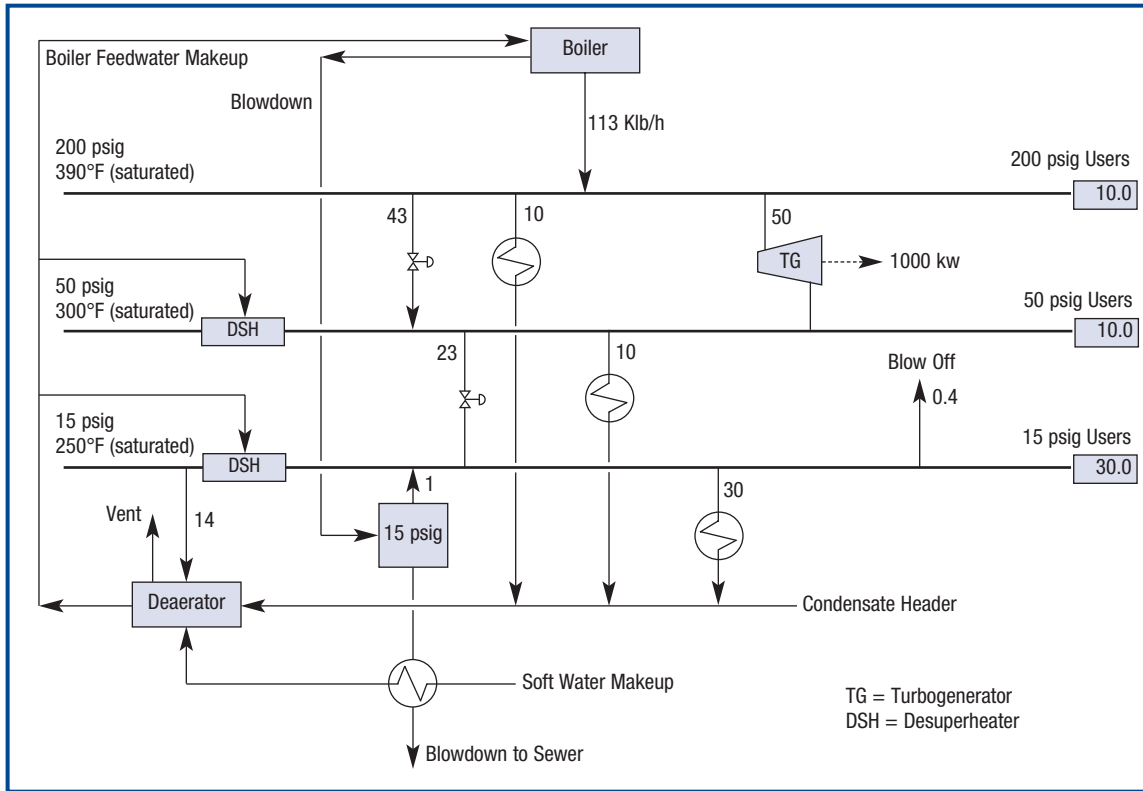 Boiler
Boiler Feedwater Makeup
Blowdown
113 Klb/h
200 psig
390°F (saturated)
200 psig Users
10.0
43
10
50
TG
1000 kw
50 psig
300°F (saturated)
50 psig Users
10.0
DSH
23
10
Blow Off
0.4
15 psig
250°F (saturated)
15 psig Users
30.0
DSH
1
30
Vent
14
15 psig
Deaerator
Condensate Header
Soft Water Makeup
TG = Turbogenerator
DSH = Desuperheater
Blowdown to Sewer